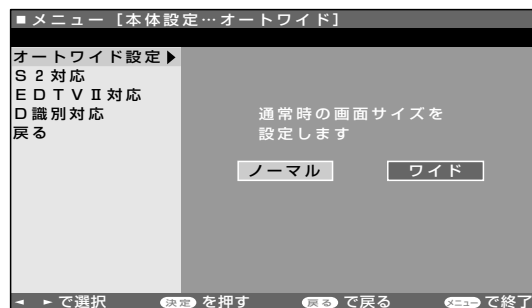 ■メニュー [本体設定…オートワイド]
オートワイド設定▶
S2対応
EDTVⅡ対応
D識別対応
戻る
通常時の画面サイズを
設定します
ノーマル ワイド
◄ ►で選択 決定を押す 戻るで戻る メニューで終了